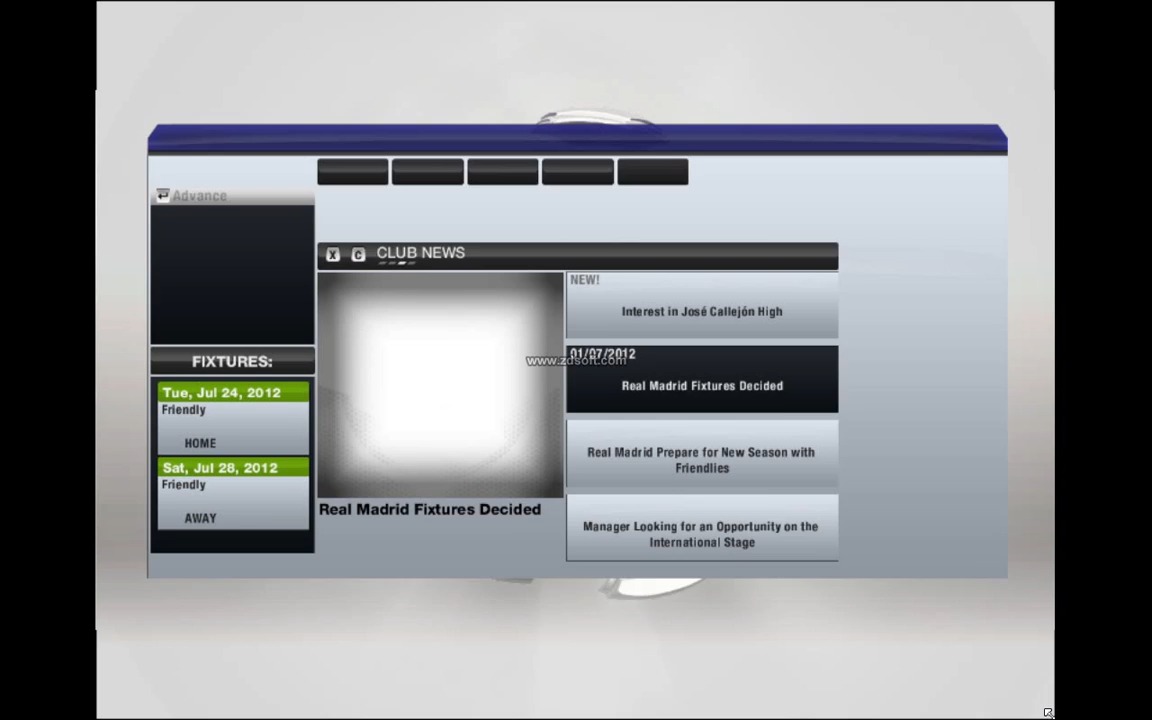 Advance
X C CLUB NEWS
NEW!
Interest in José Callejón High
01/07/2012
Real Madrid Fixtures Decided
Real Madrid Prepare for New Season with
Friendlies
Manager Looking for an Opportunity on the
International Stage
Real Madrid Fixtures Decided
FIXTURES:
Tue, Jul 24, 2012
Friendly
HOME
Sat, Jul 28, 2012
Friendly
AWAY
www.zdsoft.com